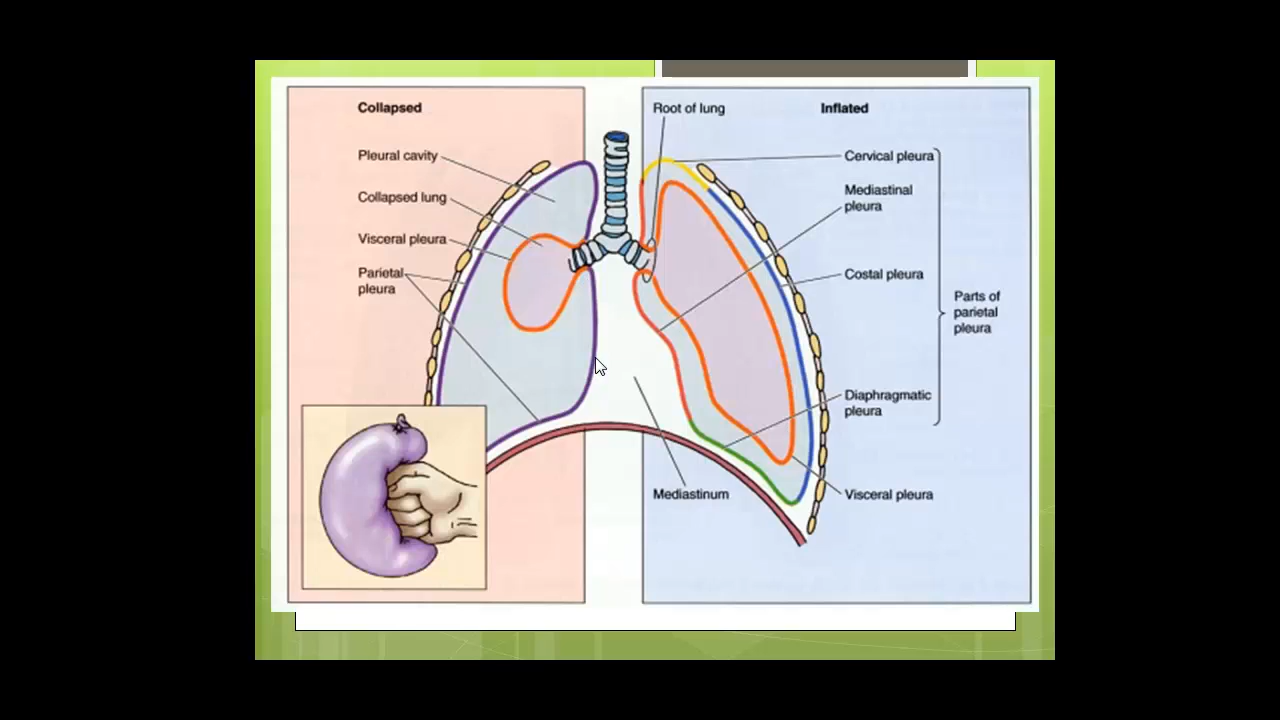 Collapsed
Pleural cavity
Collapsed lung
Visceral pleura
Parietal
pleura
Root of lung
Inflated
Cervical pleura
Mediastinal
pleura
Costal pleura
Parts of
parietal
pleura
Diaphragmatic
pleura
Mediastinum
Visceral pleura